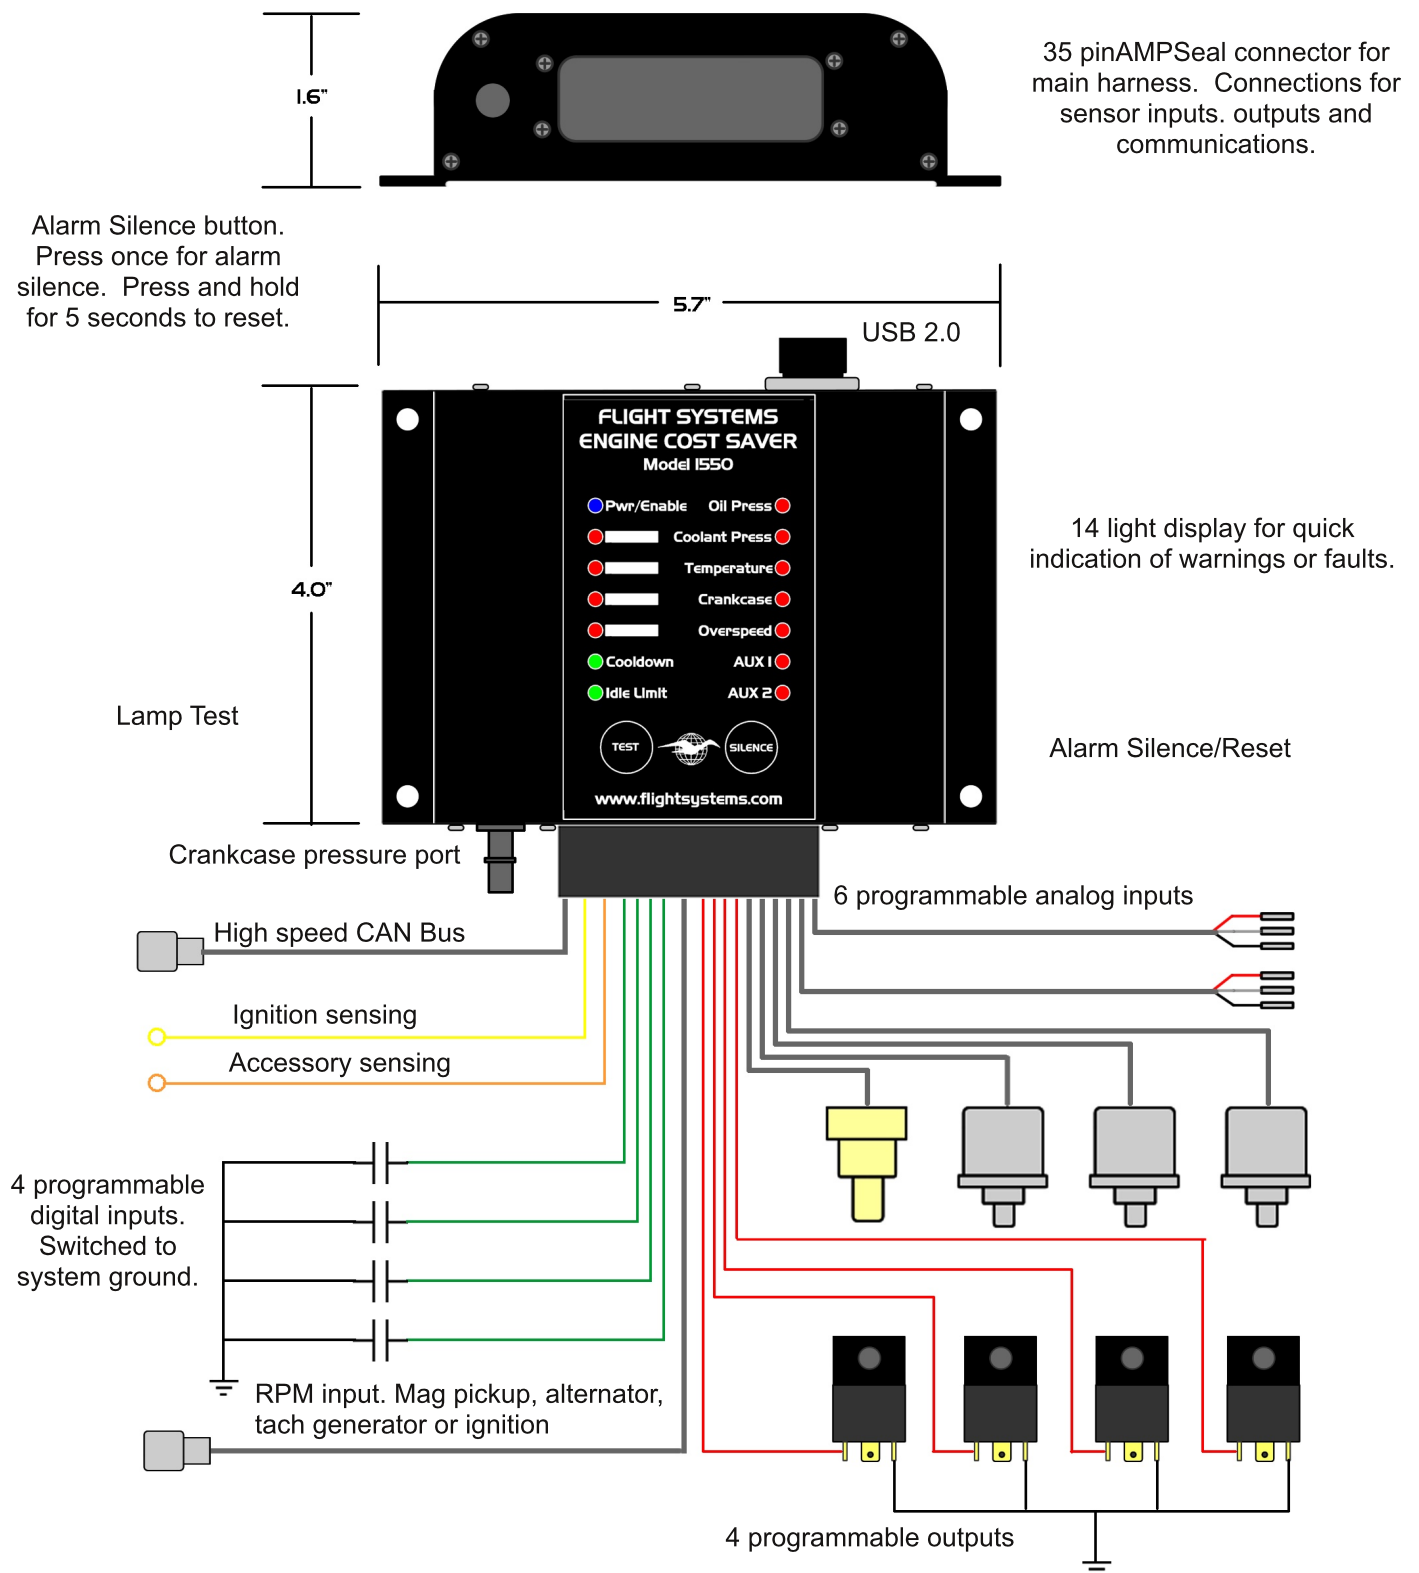 1.6"
35 pinAMPSeal connector for
main harness.  Connections for
sensor inputs. outputs and
communications.
Alarm Silence button.
Press once for alarm
silence.  Press and hold
for 5 seconds to reset.
5.7"
USB 2.0
4.0"
FLIGHT SYSTEMS
ENGINE COST SAVER
Model 1550
Pwr/Enable
Oil Press
Coolant Press
Temperature
Crankcase
Overspeed
Cooldown
AUX 1
Idle Limit
AUX 2
TEST
SILENCE
www.flightsystems.com
14 light display for quick
indication of warnings or faults.
Lamp Test
Alarm Silence/Reset
Crankcase pressure port
6 programmable analog inputs
High speed CAN Bus
Ignition sensing
Accessory sensing
4 programmable
digital inputs.
Switched to
system ground.
RPM input. Mag pickup, alternator,
tach generator or ignition
4 programmable outputs